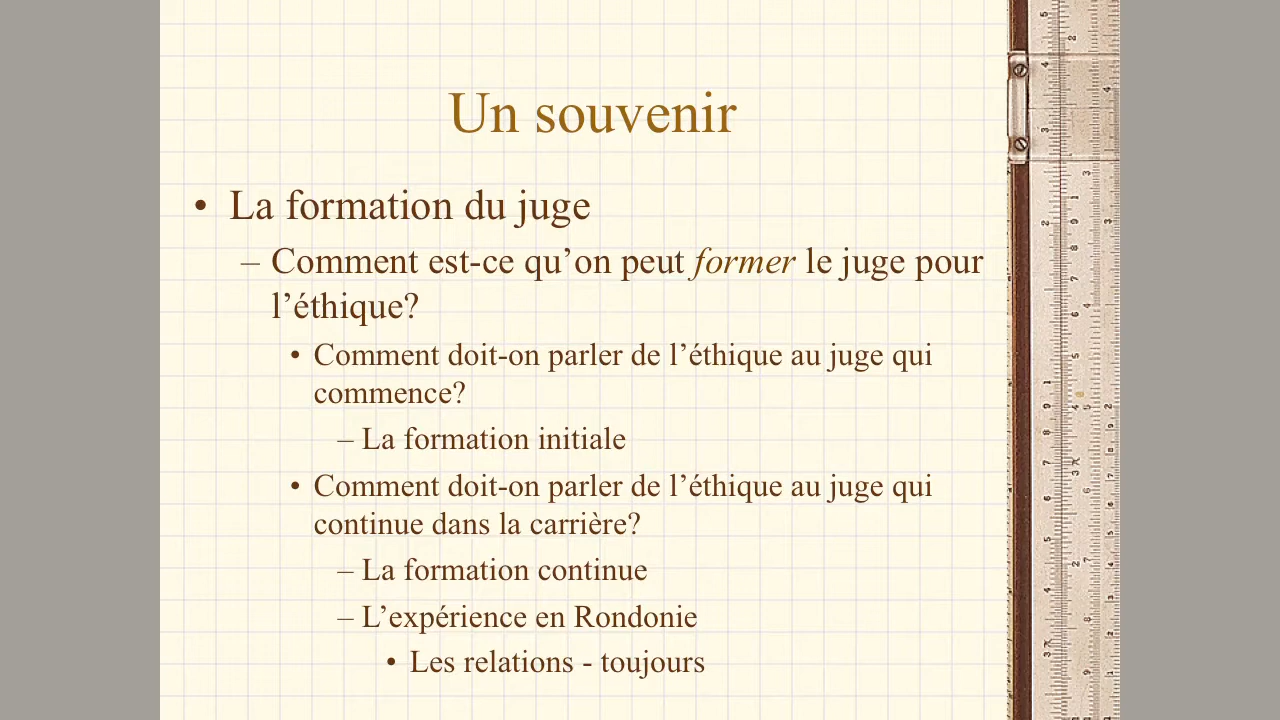 Un souvenir
• La formation du juge
– Comment est-ce qu’on peut former le juge pour
l’éthique?
• Comment doit-on parler de l’éthique au juge qui
commence?
La formation initiale
• Comment doit-on parler de l’éthique au juge qui
continue dans la carrière?
– La formation continue
– L’expérience en Rondonie
• Les relations - toujours